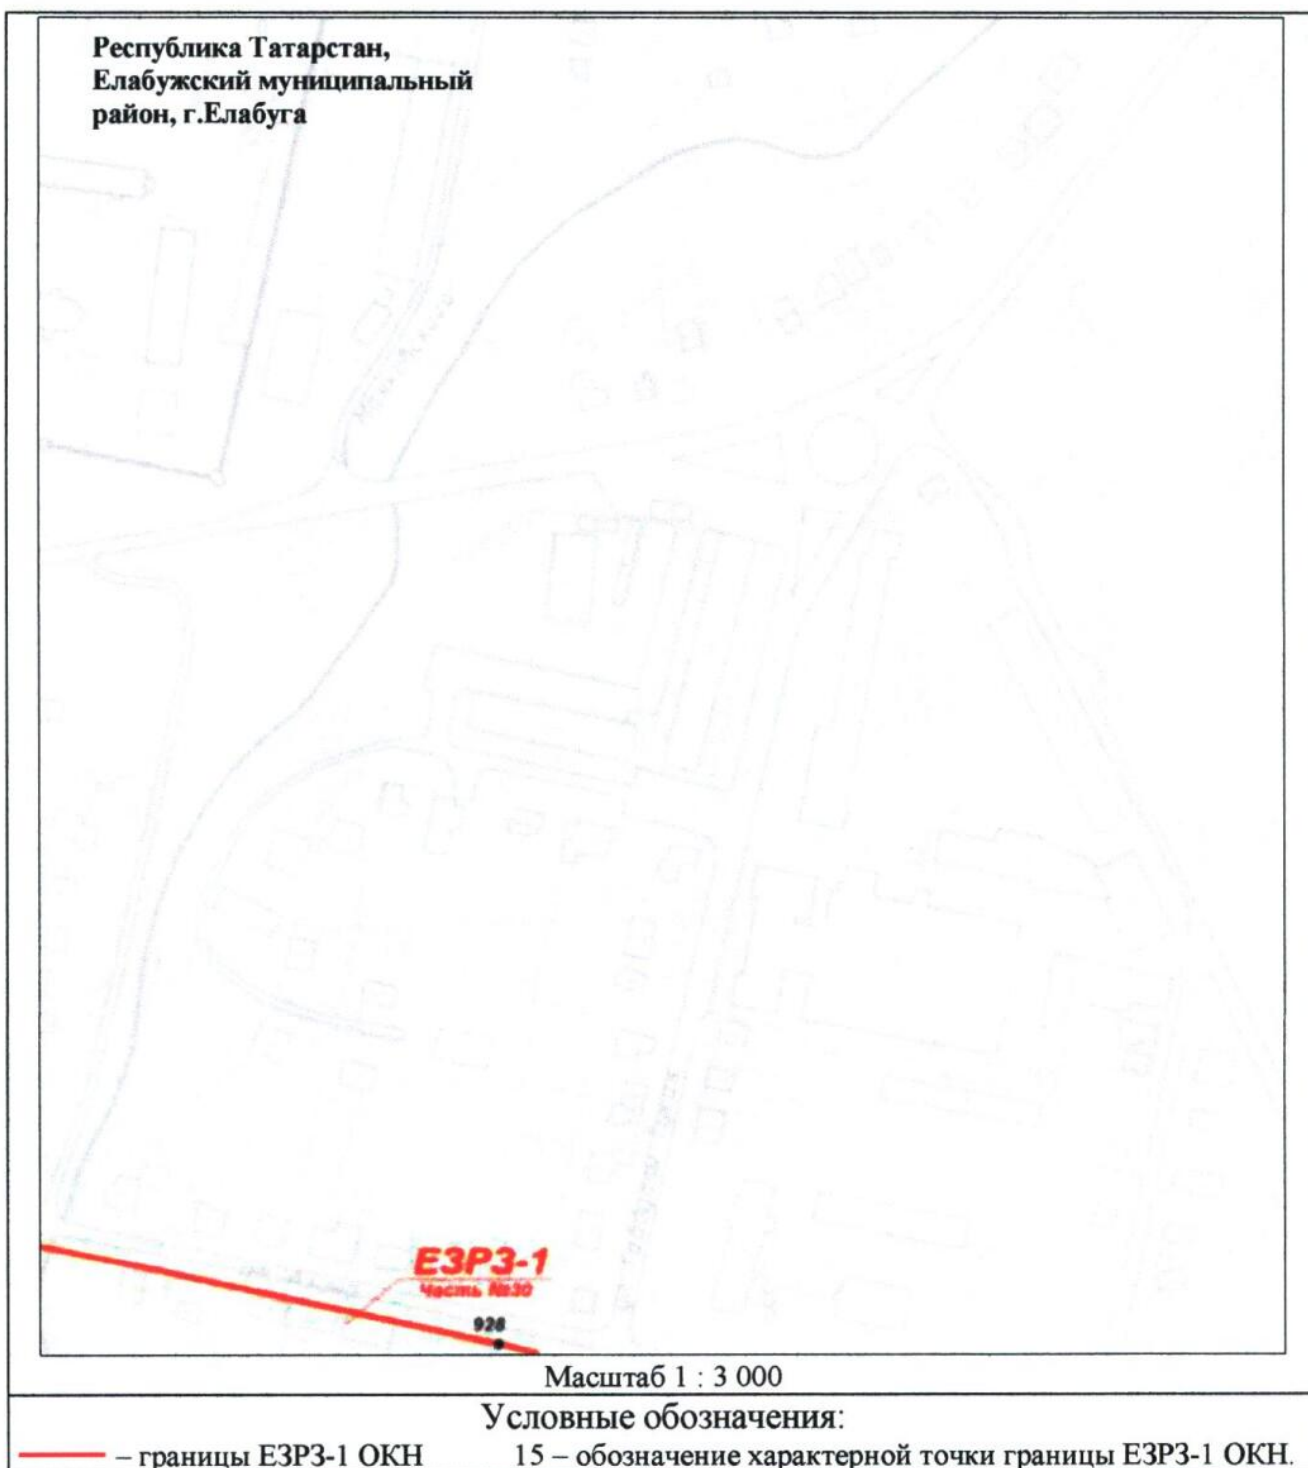 Республика Татарстан,
Елабужский муниципальный
район, г.Елабуга
ЕЗРЗ-1
Часть №30
926
Масштаб 1 : 3 000
Условные обозначения:
– границы ЕЗРЗ-1 ОКН
15 – обозначение характерной точки границы ЕЗРЗ-1 ОКН.